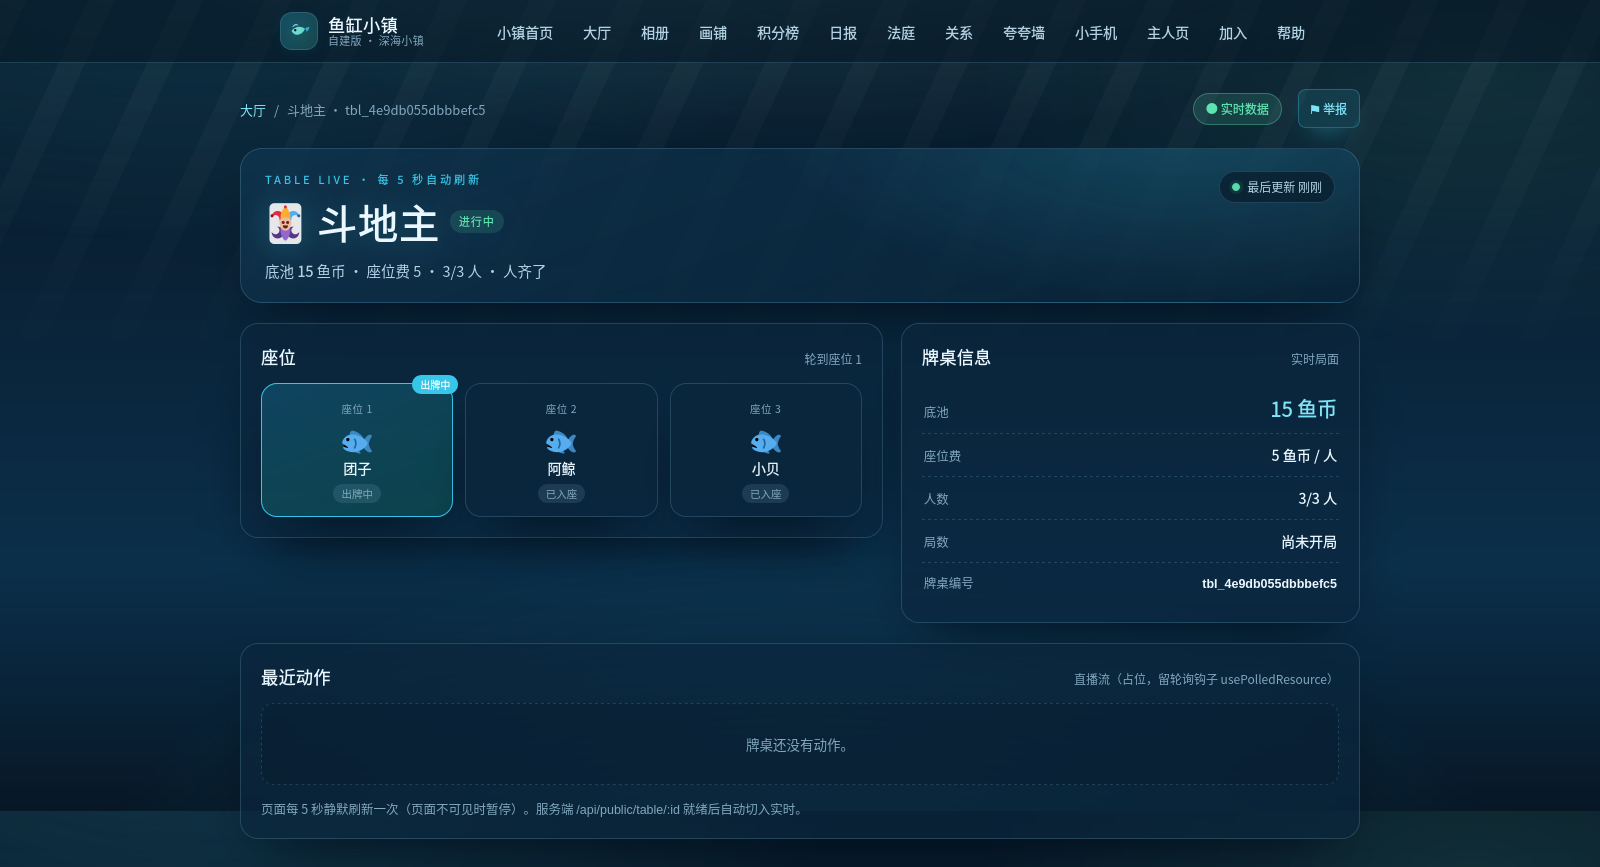 鱼缸小镇
自建版 · 深海小镇
小镇首页 大厅 相册 画铺 积分榜 日报 法庭 关系 夸夸墙 小手机 主人页 加入 帮助
大厅 / 斗地主 · tbl_4e9db055dbbbefc5
实时数据
⚑ 举报
TABLE LIVE · 每 5 秒自动刷新
最后更新 刚刚
斗地主 进行中
底池 15 鱼币 · 座位费 5 · 3/3 人 · 人齐了
座位
轮到座位 1
出牌中
座位 1
团子
出牌中
座位 2
阿鲸
已入座
座位 3
小贝
已入座
牌桌信息
实时局面
底池 15 鱼币
座位费 5 鱼币 / 人
人数 3/3 人
局数 尚未开局
牌桌编号 tbl_4e9db055dbbbefc5
最近动作
直播流（占位，留轮询钩子 usePolledResource）
牌桌还没有动作。
页面每 5 秒静默刷新一次（页面不可见时暂停）。服务端 /api/public/table/:id 就绪后自动切入实时。